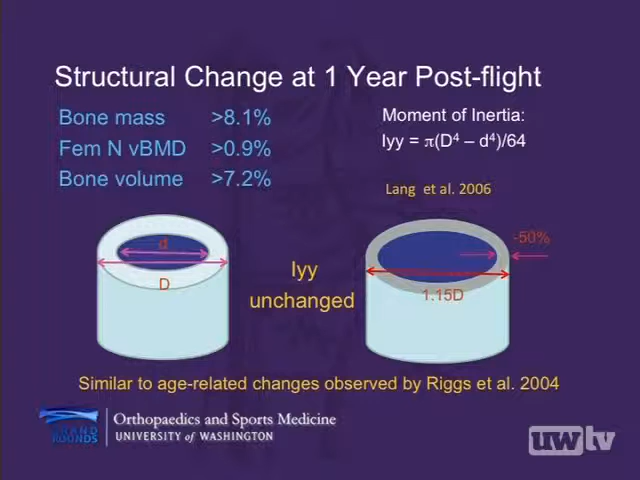 Structural Change at 1 Year Post-flight
Bone mass >8.1%
Fem N vBMD >0.9%
Bone volume >7.2%
Moment of Inertia:
Iyy = π(D⁴ – d⁴)/64
Lang et al. 2006
d
D
Iyy
unchanged
-50%
1.15D
Similar to age-related changes observed by Riggs et al. 2004
GRAND
ROUNDS
Orthopaedics and Sports Medicine
UNIVERSITY of WASHINGTON
uwtv